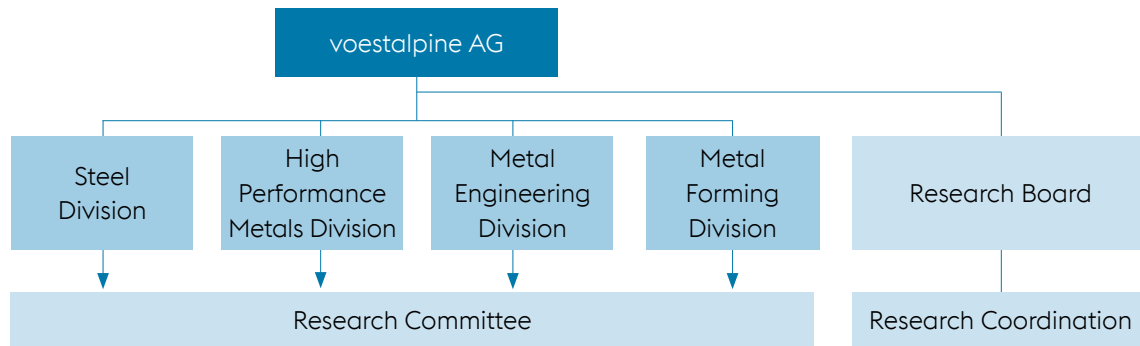 voestalpine AG
Steel
Division
High
Performance
Metals Division
Metal
Engineering
Division
Metal
Forming
Division
Research Board
Research Committee
Research Coordination